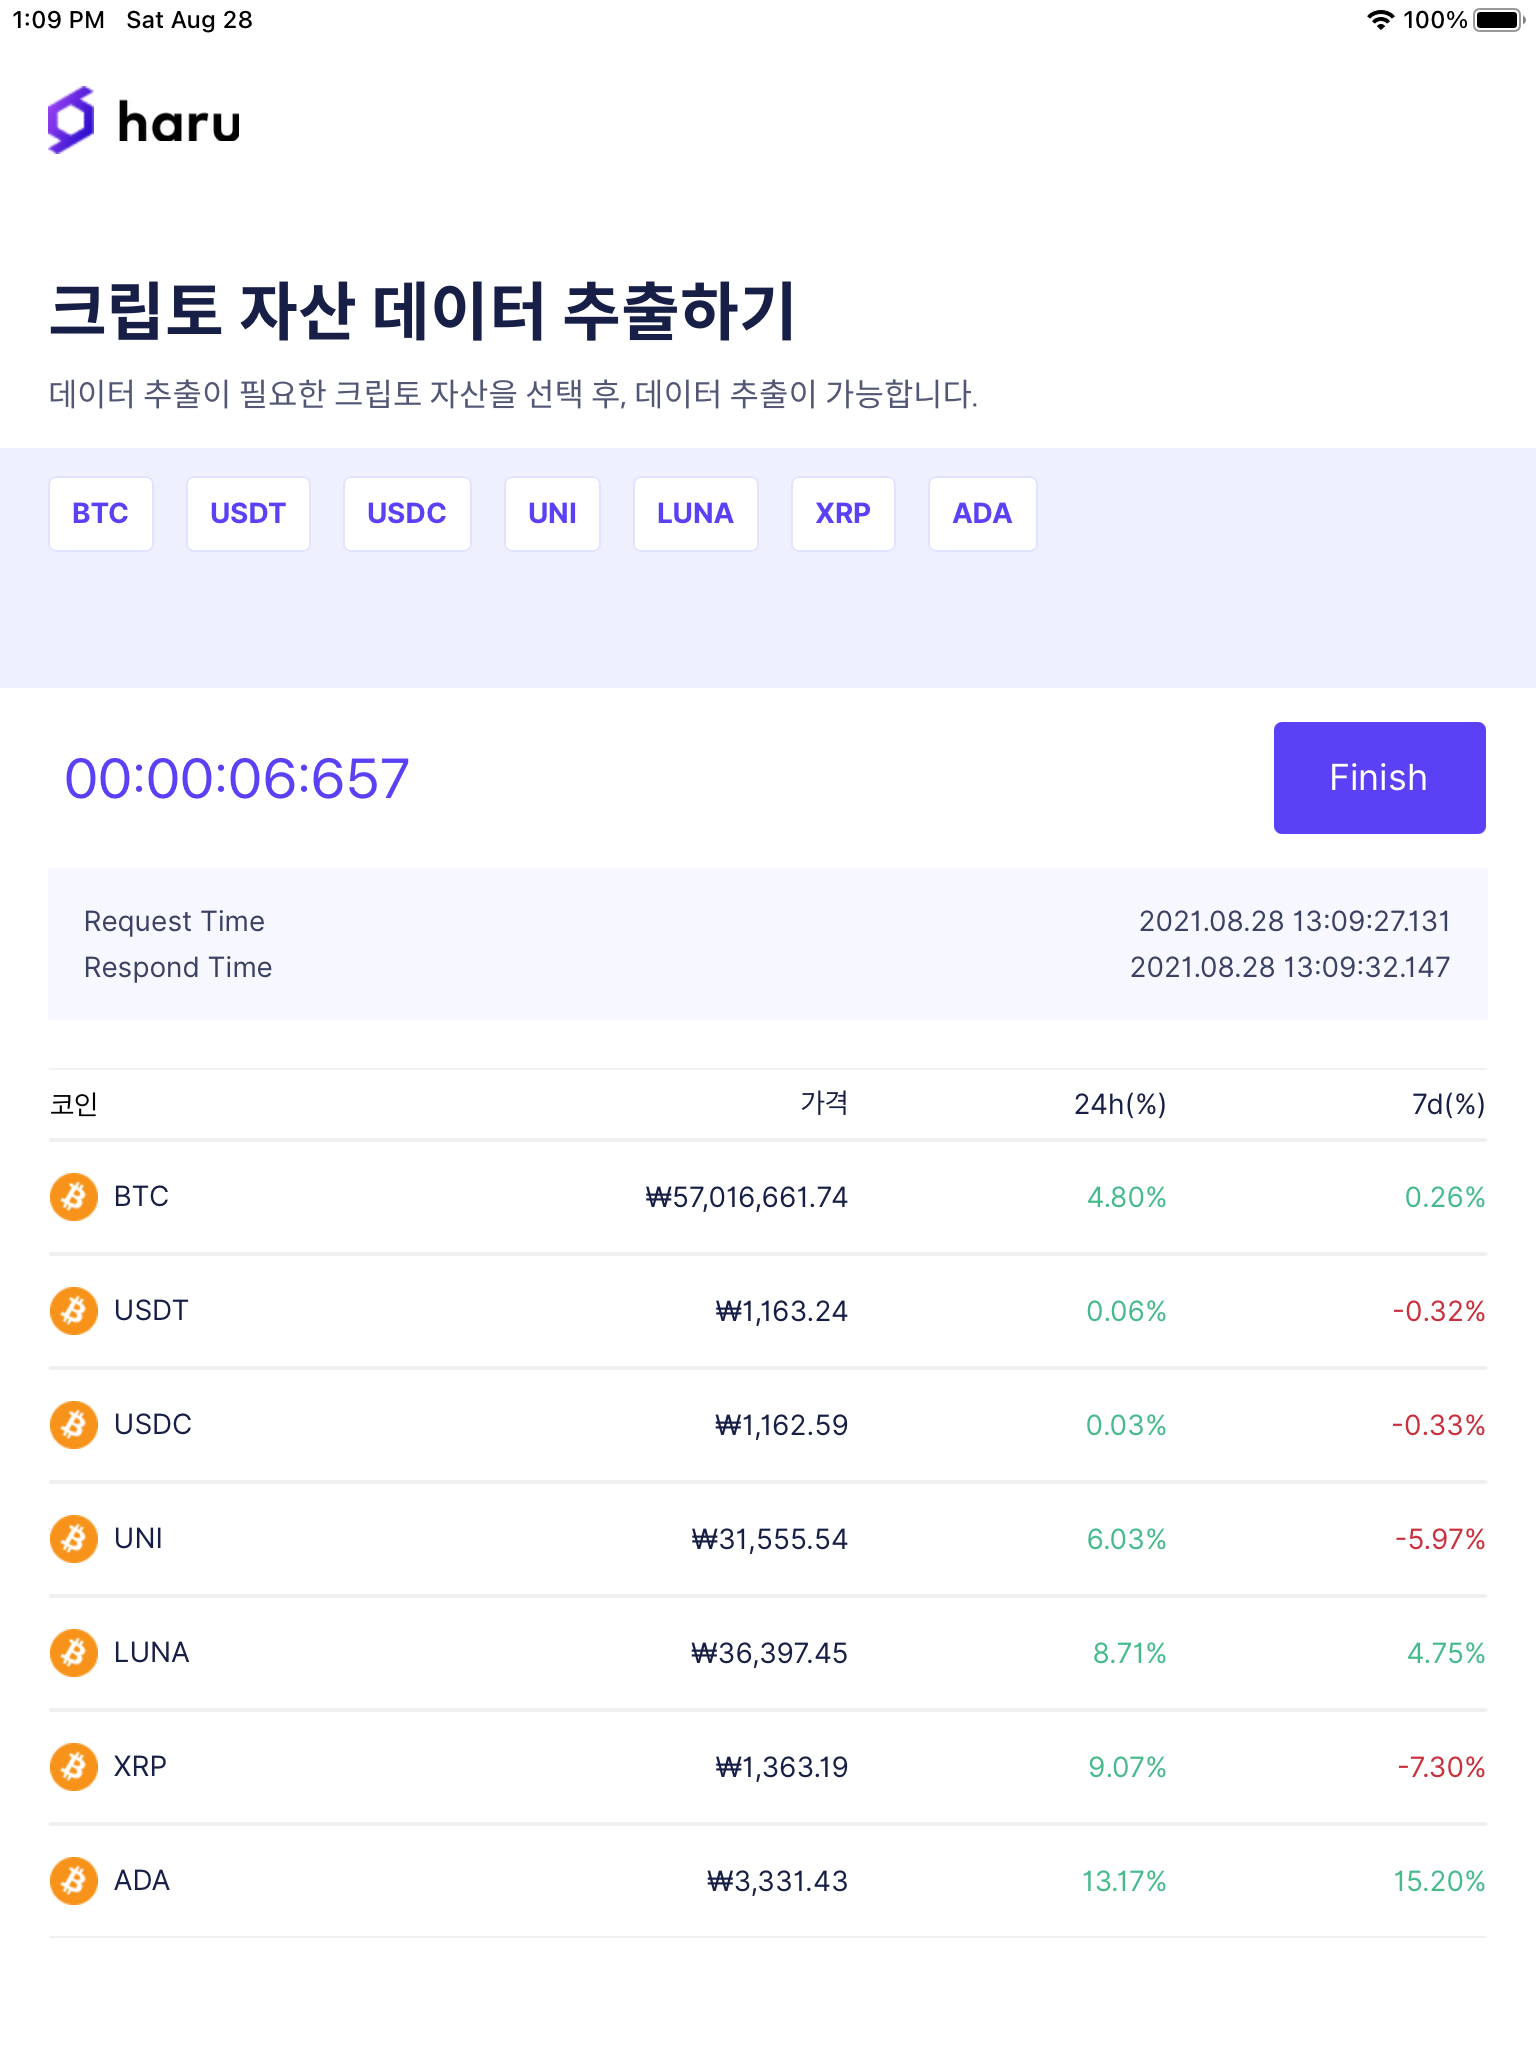 1:09 PM Sat Aug 28 100%
haru
크립토 자산 데이터 추출하기
데이터 추출이 필요한 크립토 자산을 선택 후, 데이터 추출이 가능합니다.
BTC USDT USDC UNI LUNA XRP ADA
00:00:06:657 Finish
Request Time 2021.08.28 13:09:27.131
Respond Time 2021.08.28 13:09:32.147
코인 가격 24h(%) 7d(%)
BTC ₩57,016,661.74 4.80% 0.26%
USDT ₩1,163.24 0.06% -0.32%
USDC ₩1,162.59 0.03% -0.33%
UNI ₩31,555.54 6.03% -5.97%
LUNA ₩36,397.45 8.71% 4.75%
XRP ₩1,363.19 9.07% -7.30%
ADA ₩3,331.43 13.17% 15.20%